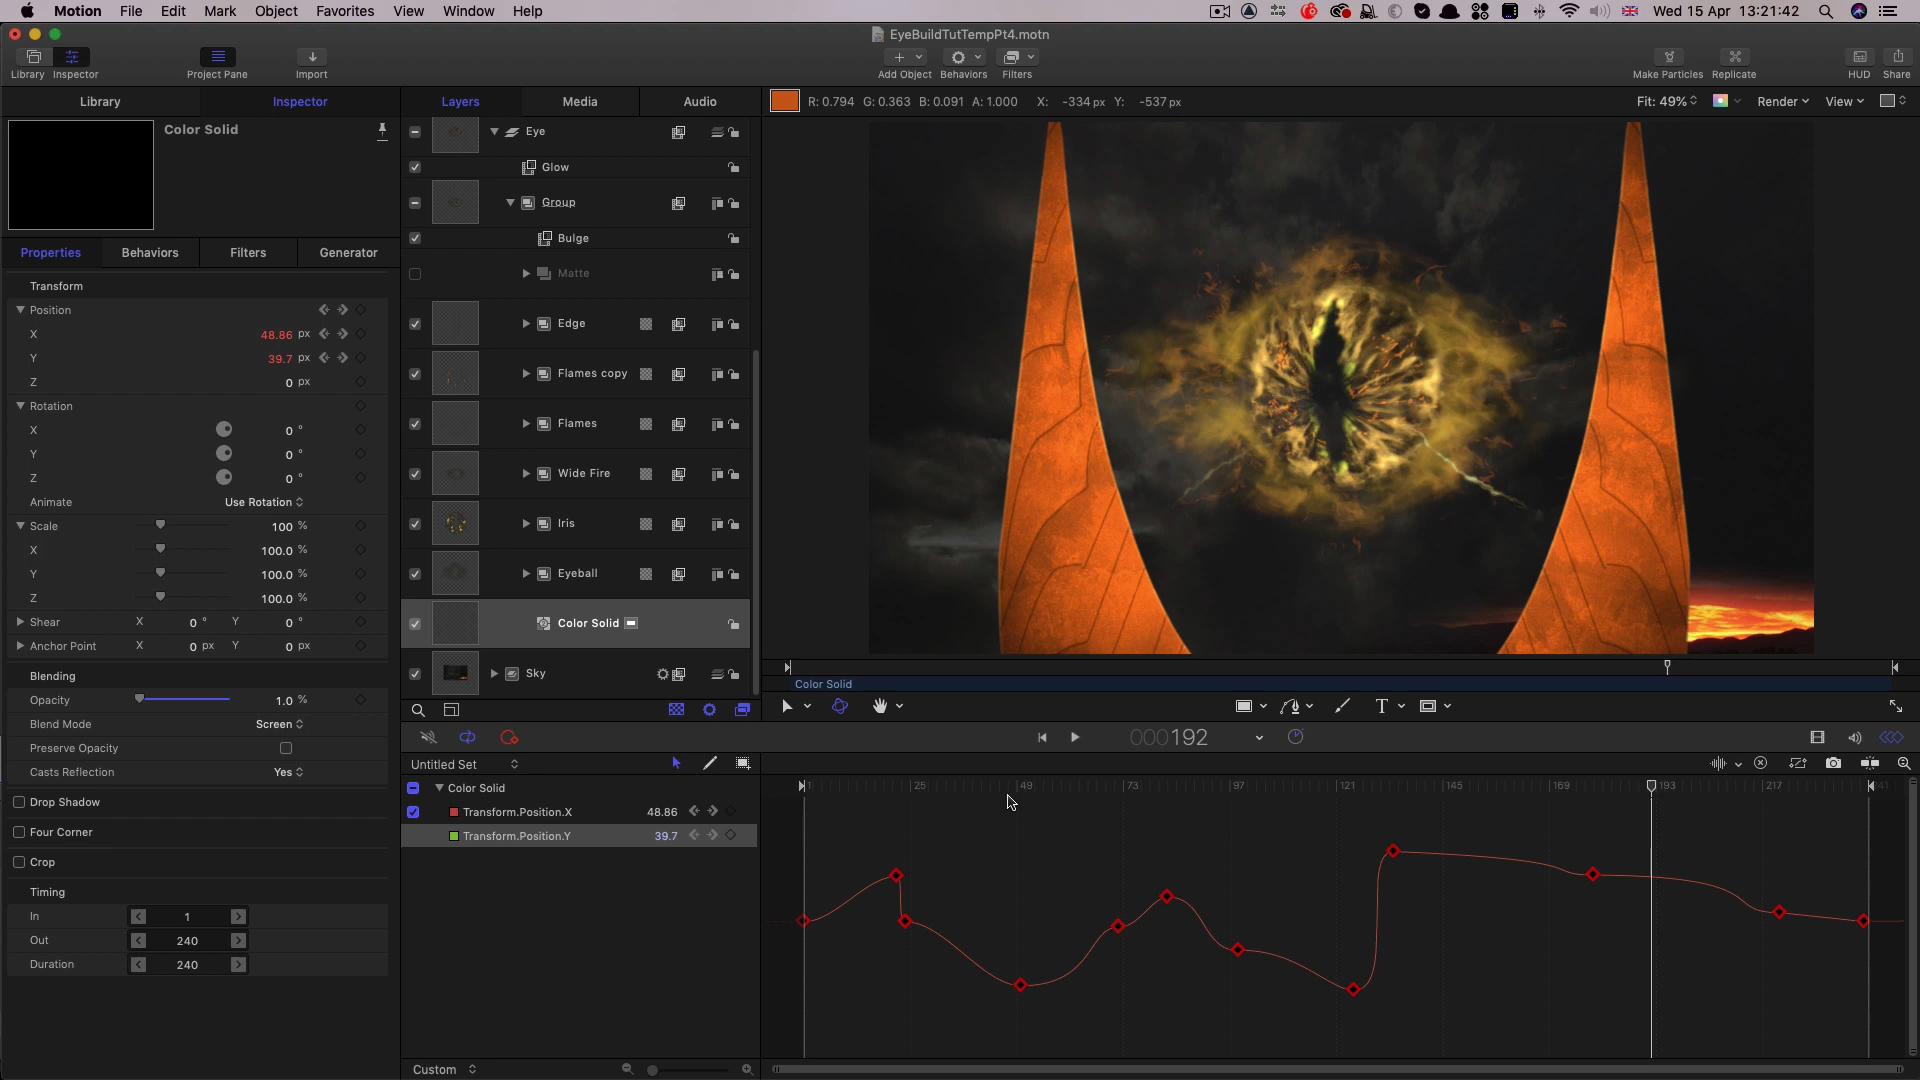 Motion File Edit Mark Object Favorites View Window Help Wed 15 Apr 13:21:42
EyeBuildTutTempPt4.motn
Library Inspector Project Pane Import Add Object Behaviors Filters Make Particles Replicate HUD Share
Library Inspector Layers Media Audio R: 0.794 G: 0.363 B: 0.091 A: 1.000 X: -334 px Y: -537 px Fit: 49% Render View
Color Solid
Eye
Glow
Group
Bulge
Matte
Edge
Flames copy
Flames
Wide Fire
Iris
Eyeball
Color Solid
Sky
Properties Behaviors Filters Generator
Transform
Position
X 48.86 px
Y 39.7 px
Z 0 px
Rotation
X 0 °
Y 0 °
Z 0 °
Animate Use Rotation
Scale 100 %
X 100.0 %
Y 100.0 %
Z 100.0 %
Shear X 0 ° Y 0 °
Anchor Point X 0 px Y 0 px
Blending
Opacity 1.0 %
Blend Mode Screen
Preserve Opacity
Casts Reflection Yes
Drop Shadow
Four Corner
Crop
Timing
In 1
Out 240
Duration 240
Color Solid
T
000192
Untitled Set
Color Solid
Transform.Position.X 48.86
Transform.Position.Y 39.7
1 25 49 73 97 121 145 169 193 217 241
Custom